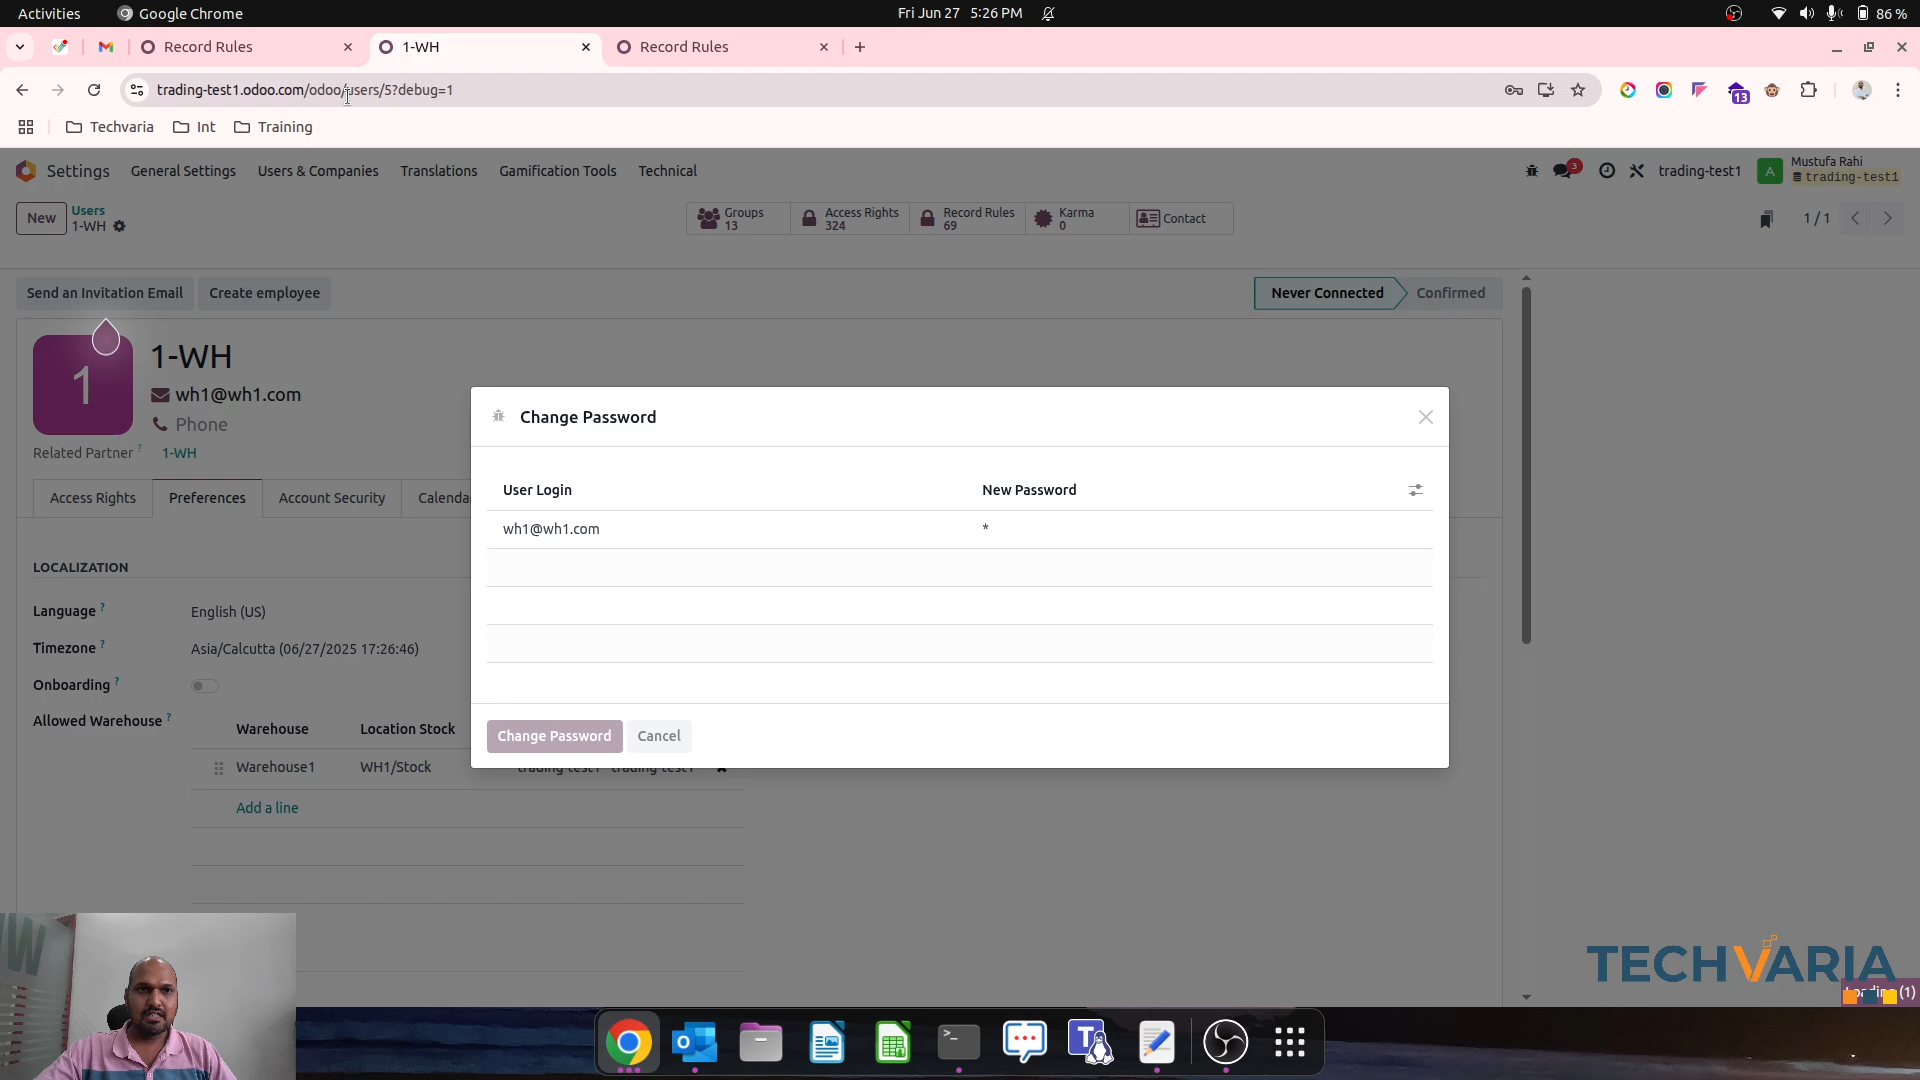 Activities Google Chrome Fri Jun 27 5:26 PM 86 %
Record Rules 1-WH Record Rules
trading-test1.odoo.com/odoo/users/5?debug=1 13
Techvaria Int Training
Settings General Settings Users & Companies Translations Gamification Tools Technical 3 trading-test1 A Mustufa Rahi
trading-test1
New Users
1-WH
Groups 13 Access Rights 324 Record Rules 69 Karma 0 Contact 1 / 1
Send an Invitation Email Create employee Never Connected Confirmed
1 1-WH
wh1@wh1.com
Phone
Related Partner ? 1-WH
Access Rights Preferences Account Security Calenda
Change Password
User Login New Password
wh1@wh1.com *
Change Password Cancel
LOCALIZATION
Language ? English (US)
Timezone ? Asia/Calcutta (06/27/2025 17:26:46)
Onboarding ?
Allowed Warehouse ? Warehouse Location Stock
Warehouse1 WH1/Stock trading-test1 trading-test1
Add a line
TECHVARIA
Loading (1)